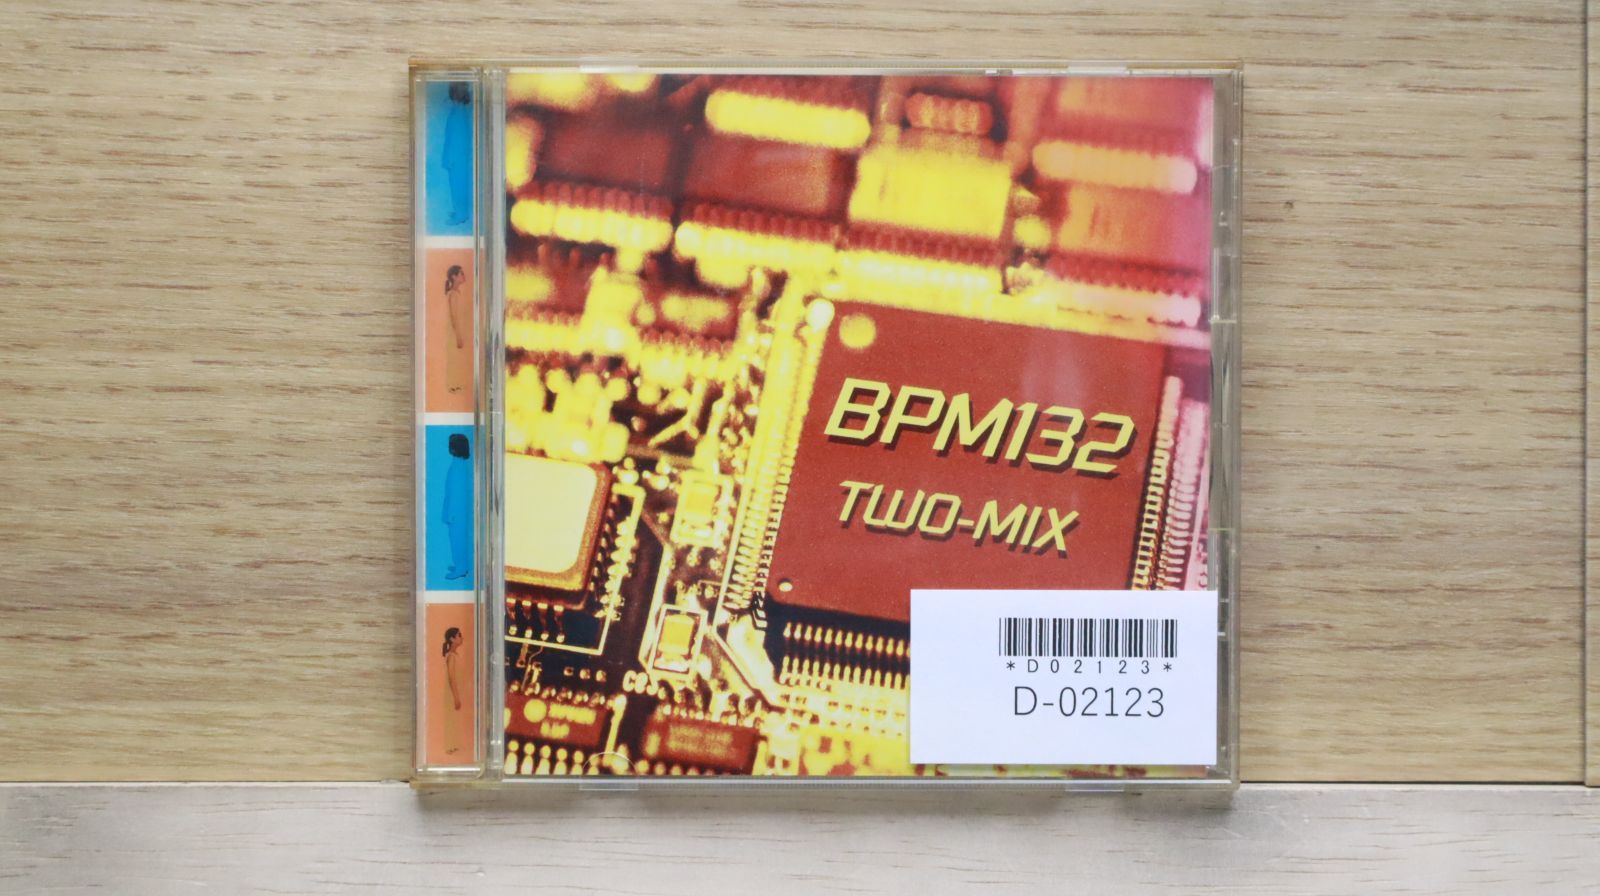 BPM132
TWO-MIX
*D02123*
D-02123